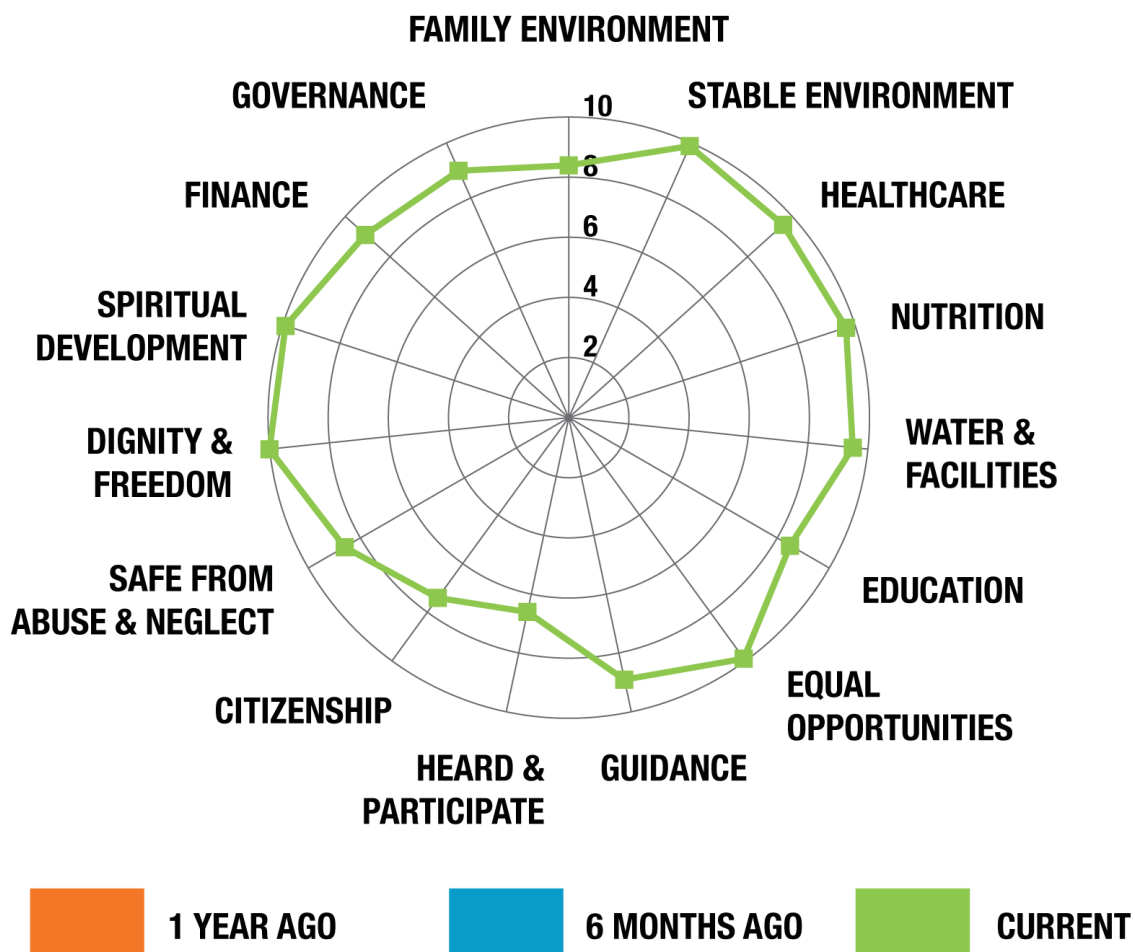 FAMILY ENVIRONMENT
GOVERNANCE
STABLE ENVIRONMENT
10
8
6
4
2
FINANCE
HEALTHCARE
SPIRITUAL
DEVELOPMENT
NUTRITION
DIGNITY &
FREEDOM
WATER &
FACILITIES
SAFE FROM
ABUSE & NEGLECT
EDUCATION
CITIZENSHIP
EQUAL
OPPORTUNITIES
HEARD &
PARTICIPATE
GUIDANCE
1 YEAR AGO
6 MONTHS AGO
CURRENT